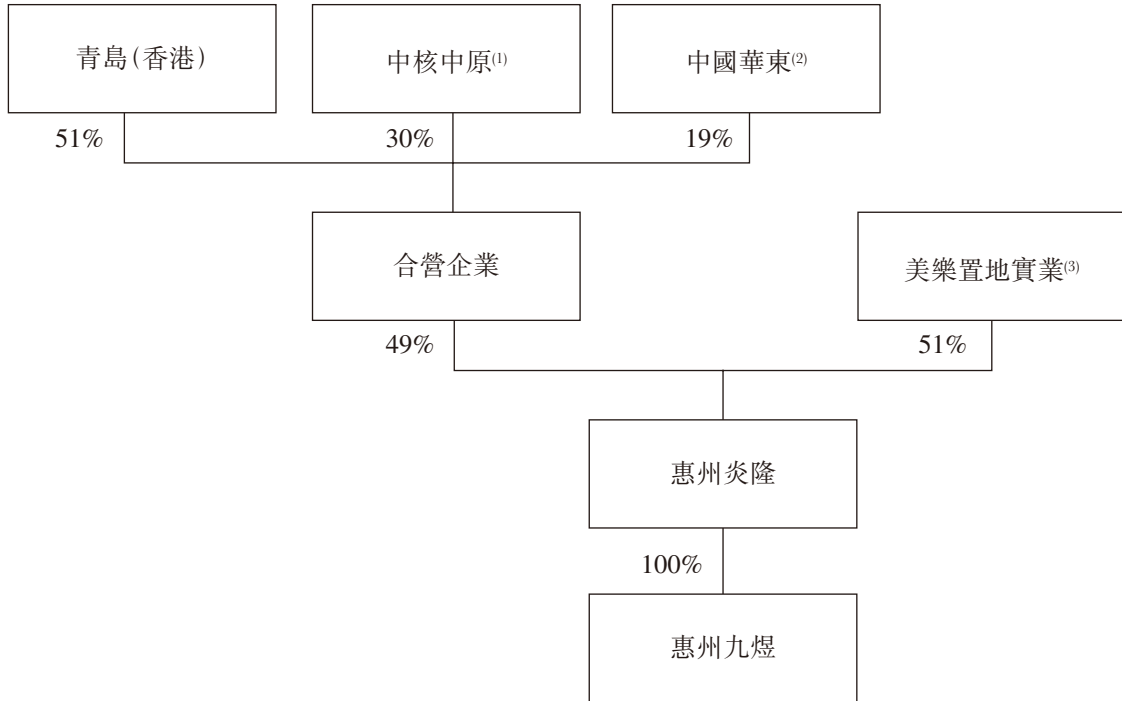 青島(香港)
中核中原(1)
中國華東(2)
51%
30%
19%
合營企業
美樂置地實業(3)
49%
51%
惠州炎隆
100%
惠州九煜